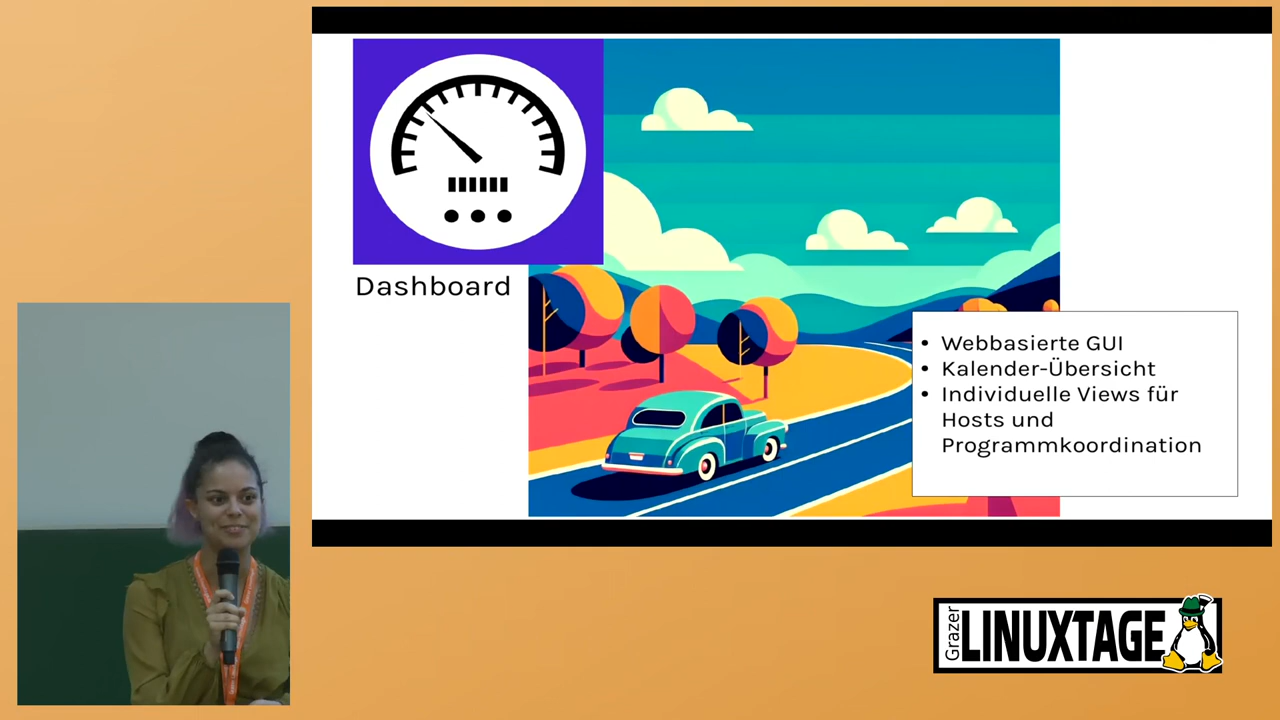 Dashboard
• Webbasierte GUI
• Kalender-Übersicht
• Individuelle Views für
Hosts und
Programmkoordination
Grazer
LINUXTAGE